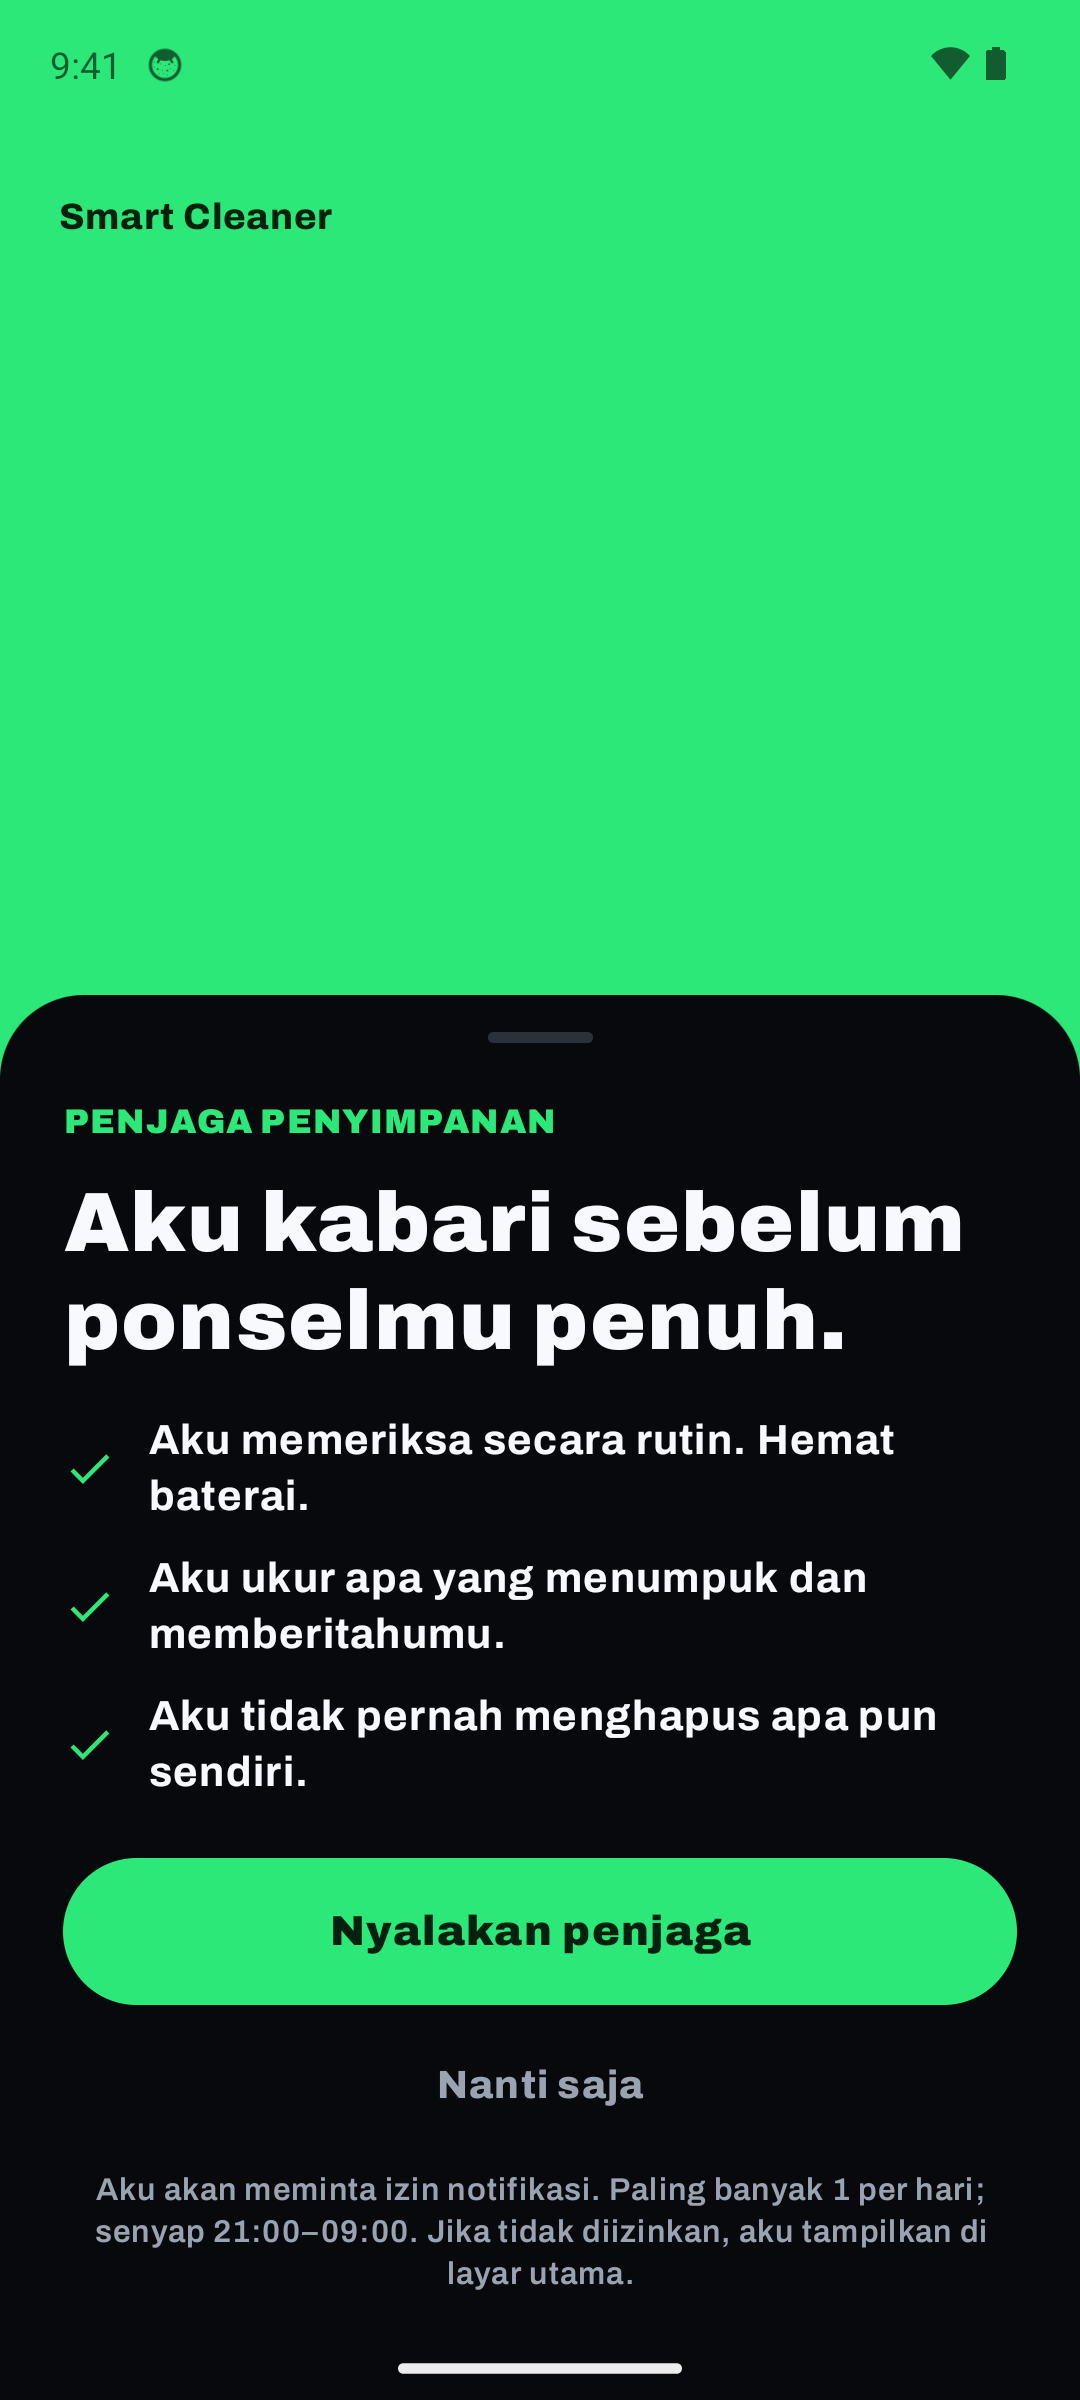 9:41
Smart Cleaner
PENJAGA PENYIMPANAN
Aku kabari sebelum
ponselmu penuh.
Aku memeriksa secara rutin. Hemat
baterai.
Aku ukur apa yang menumpuk dan
memberitahumu.
Aku tidak pernah menghapus apa pun
sendiri.
Nyalakan penjaga
Nanti saja
Aku akan meminta izin notifikasi. Paling banyak 1 per hari;
senyap 21:00–09:00. Jika tidak diizinkan, aku tampilkan di
layar utama.